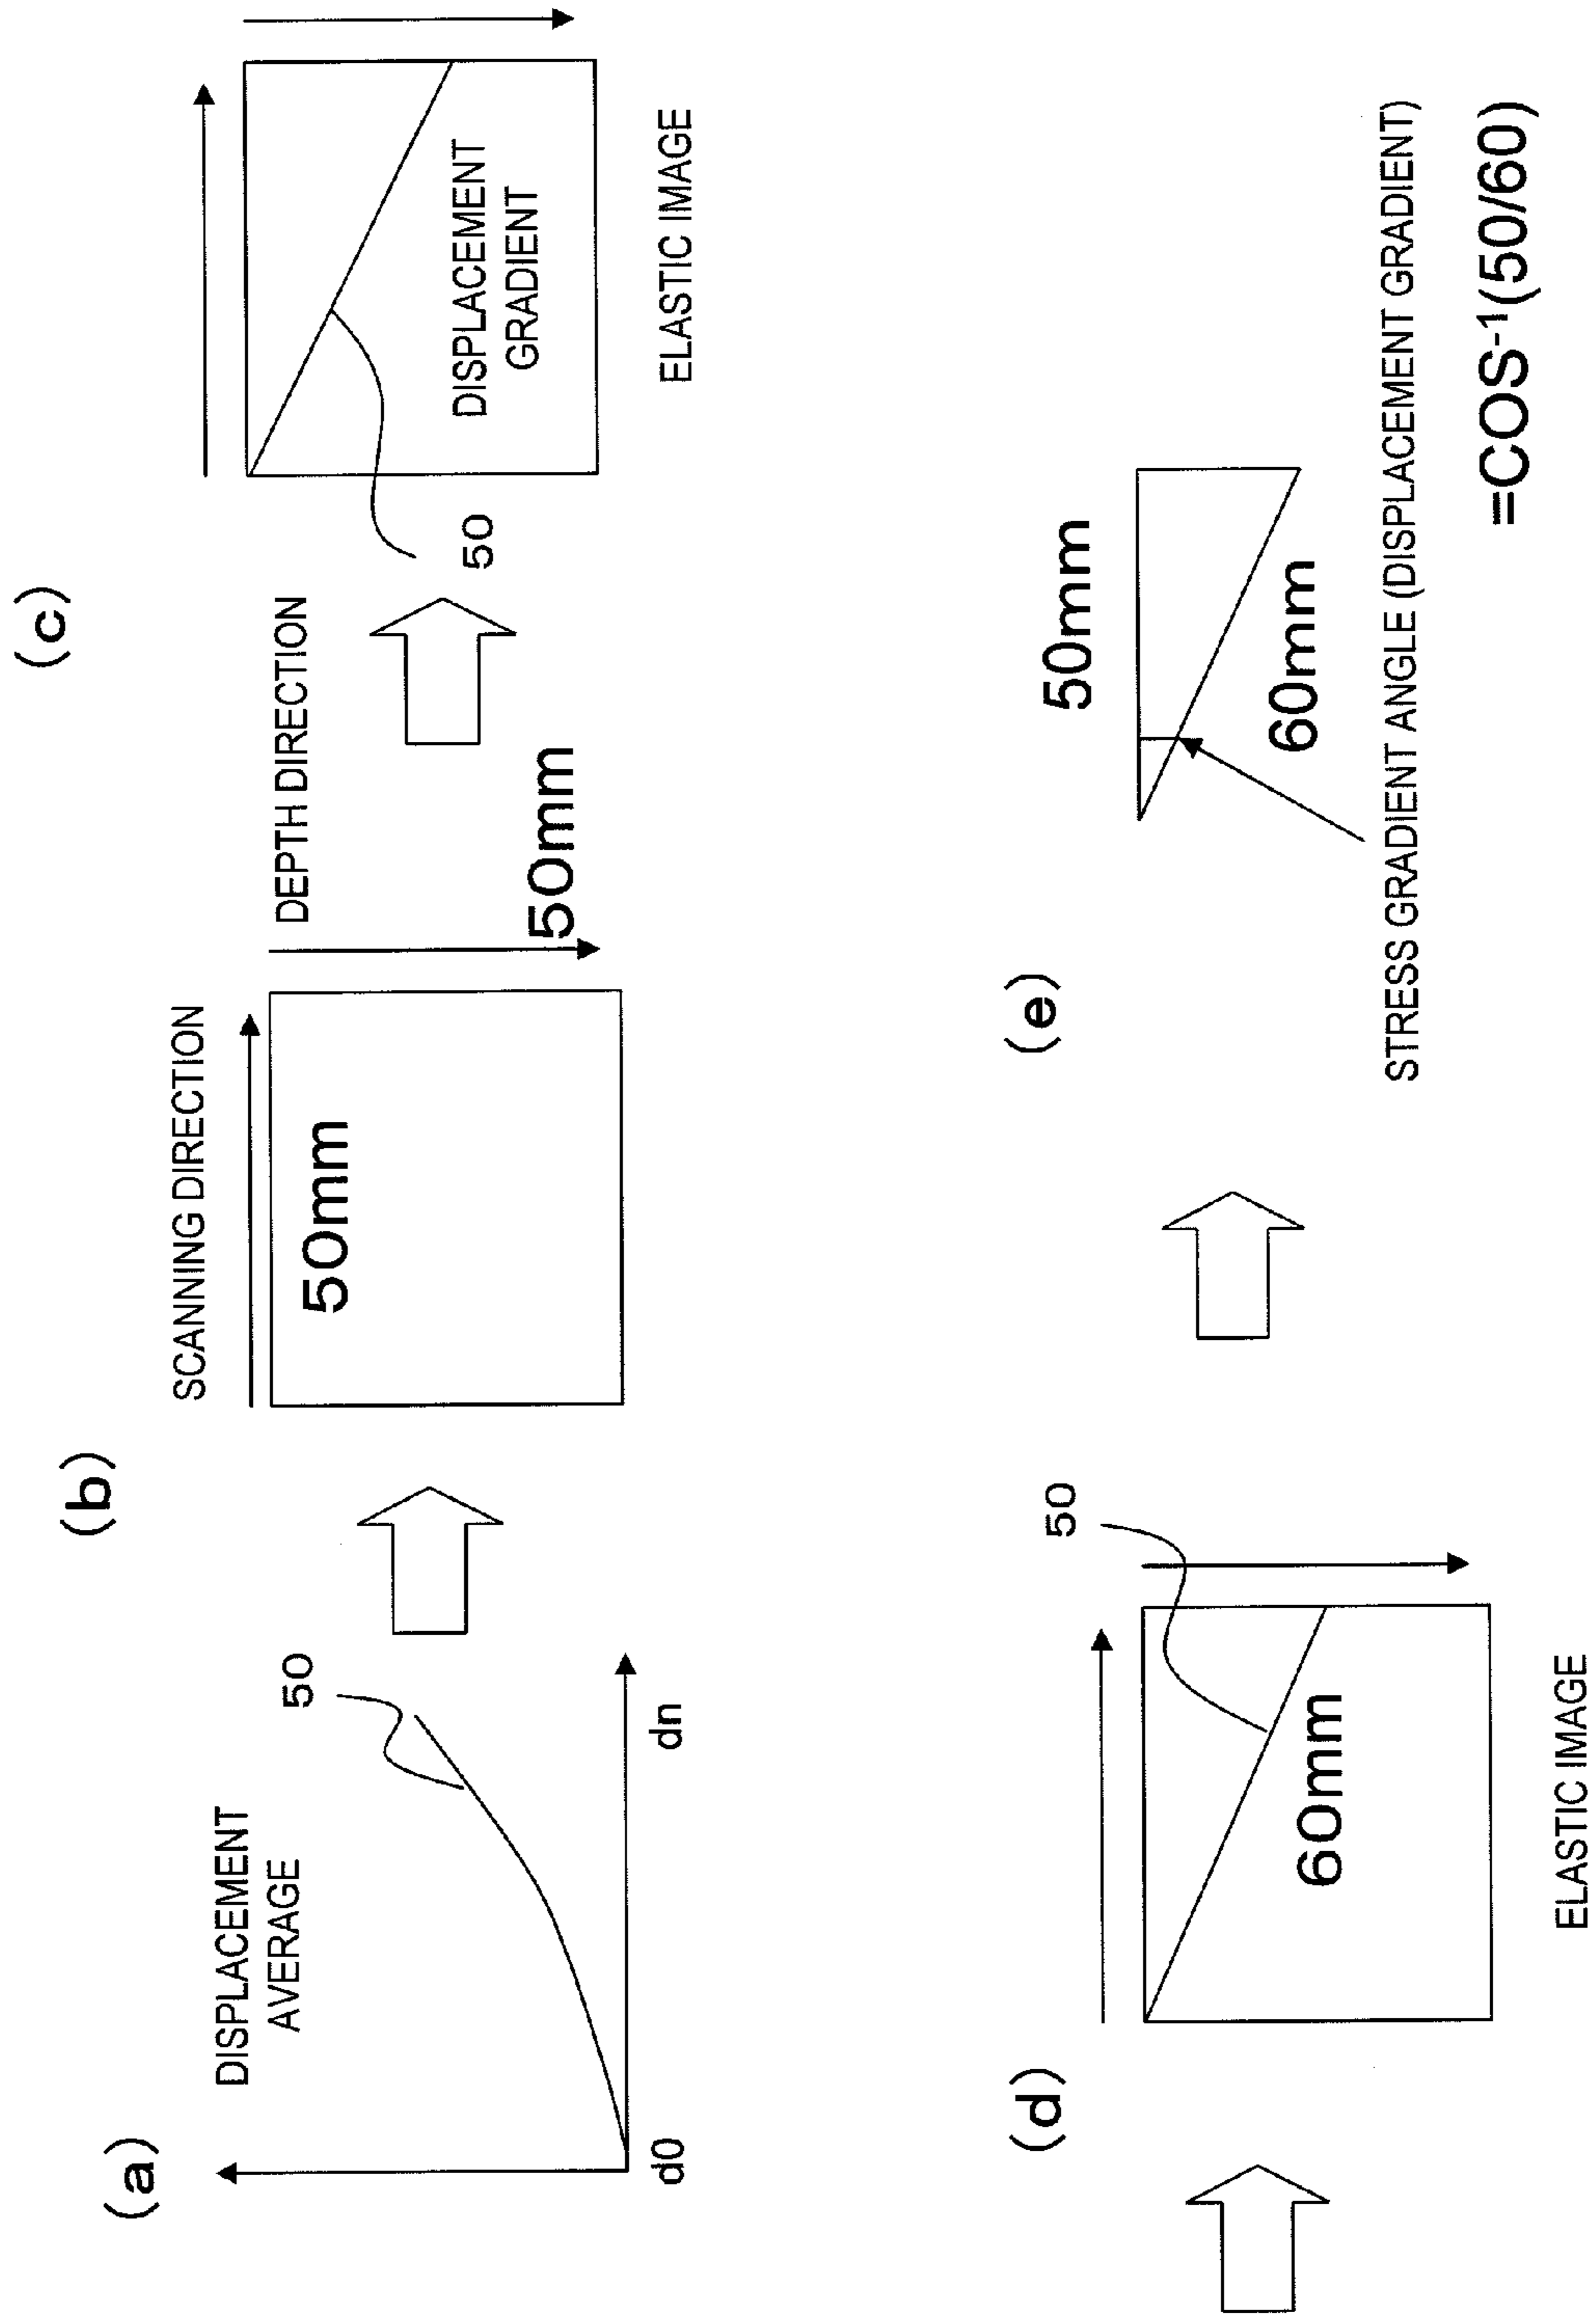 (a)
DISPLACEMENT
AVERAGE
50
d0
dn
(b)
SCANNING DIRECTION
50mm
DEPTH DIRECTION
50mm
(c)
50
DISPLACEMENT
GRADIENT
ELASTIC IMAGE
(d)
50
60mm
ELASTIC IMAGE
(e)
50mm
60mm
STRESS GRADIENT ANGLE (DISPLACEMENT GRADIENT)
=COS⁻¹(50/60)